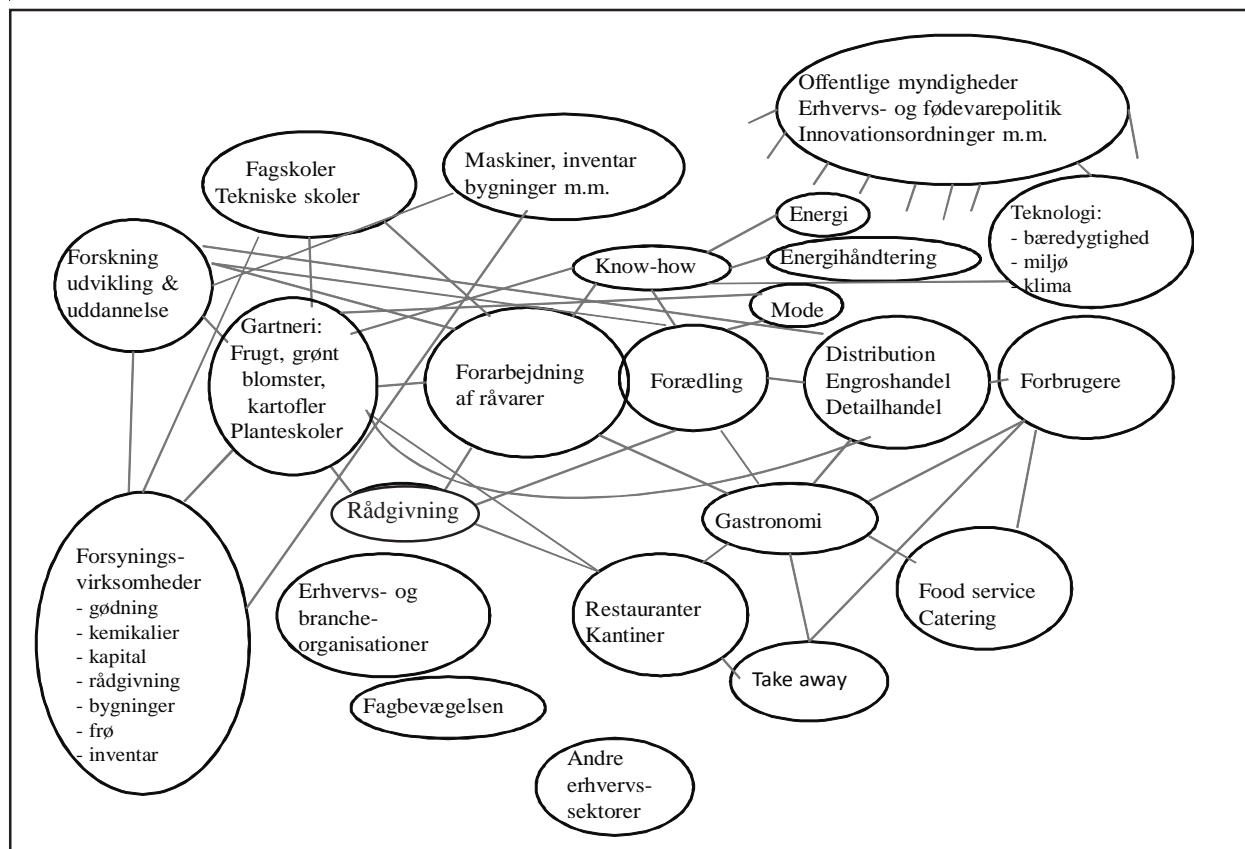 Offentlige myndigheder
Erhvervs- og fødevarepolitik
Innovationsordninger m.m.
Fagskoler
Tekniske skoler
Maskiner, inventar
bygninger m.m.
Energi
Teknologi:
- bæredygtighed
- miljø
- klima
Forskning
udvikling &
uddannelse
Know-how
Energihåndtering
Mode
Gartneri:
Frugt, grønt
blomster,
kartofler
Planteskoler
Forarbejdning
af råvarer
Forædling
Distribution
Engroshandel
Detailhandel
Forbrugere
Rådgivning
Gastronomi
Forsynings-
virksomheder
- gødning
- kemikalier
- kapital
- rådgivning
- bygninger
- frø
- inventar
Erhvervs- og
branche-
organisationer
Restauranter
Kantiner
Food service
Catering
Take away
Fagbevægelsen
Andre
erhvervs-
sektorer